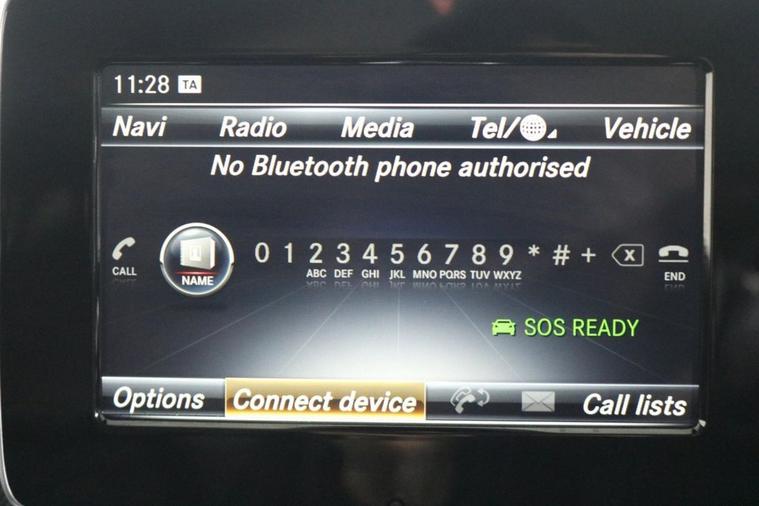 11:28 TA
Navi Radio Media Tel/ Vehicle
No Bluetooth phone authorised
0 1 2 3 4 5 6 7 8 9 * # + x
ABC DEF GHI JKL MNO PQRS TUV WXYZ
CALL NAME END
SOS READY
Options Connect device Call lists